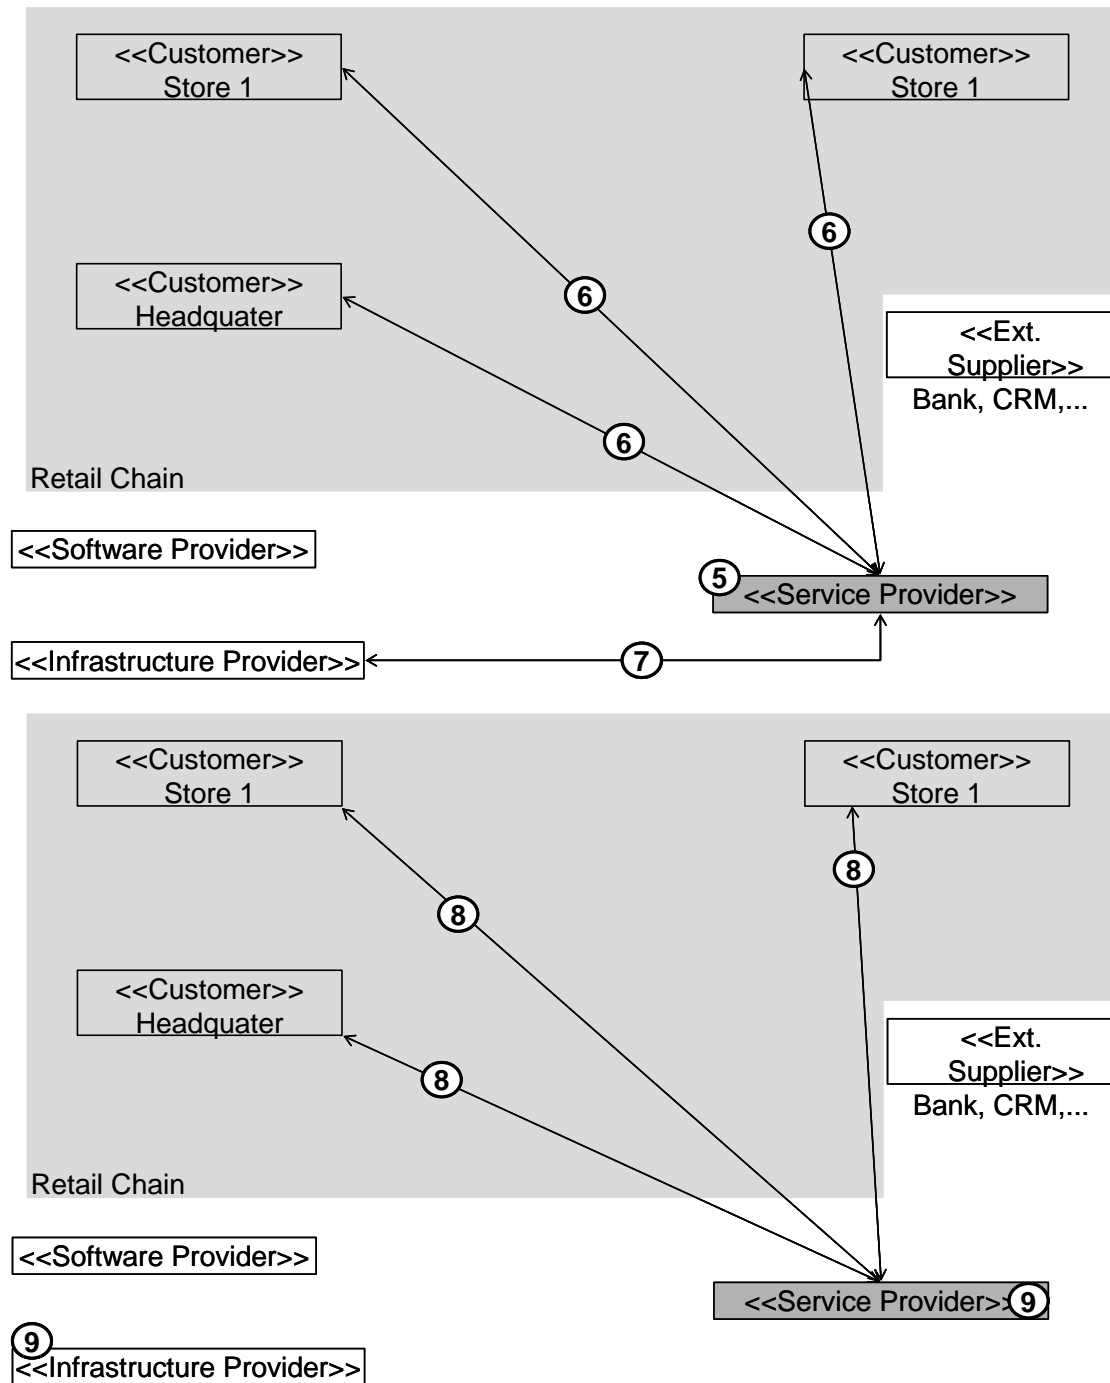 <<Customer>>
Store 1
<<Customer>>
Store 1
6
<<Customer>>
Headquater
6
<<Ext.
Supplier>>
Bank, CRM,...
6
Retail Chain
<<Software Provider>>
5
<<Service Provider>>
<<Infrastructure Provider>>
7
<<Customer>>
Store 1
<<Customer>>
Store 1
8
8
<<Customer>>
Headquater
<<Ext.
Supplier>>
Bank, CRM,...
8
Retail Chain
<<Software Provider>>
<<Service Provider>
9
9
<<Infrastructure Provider>>